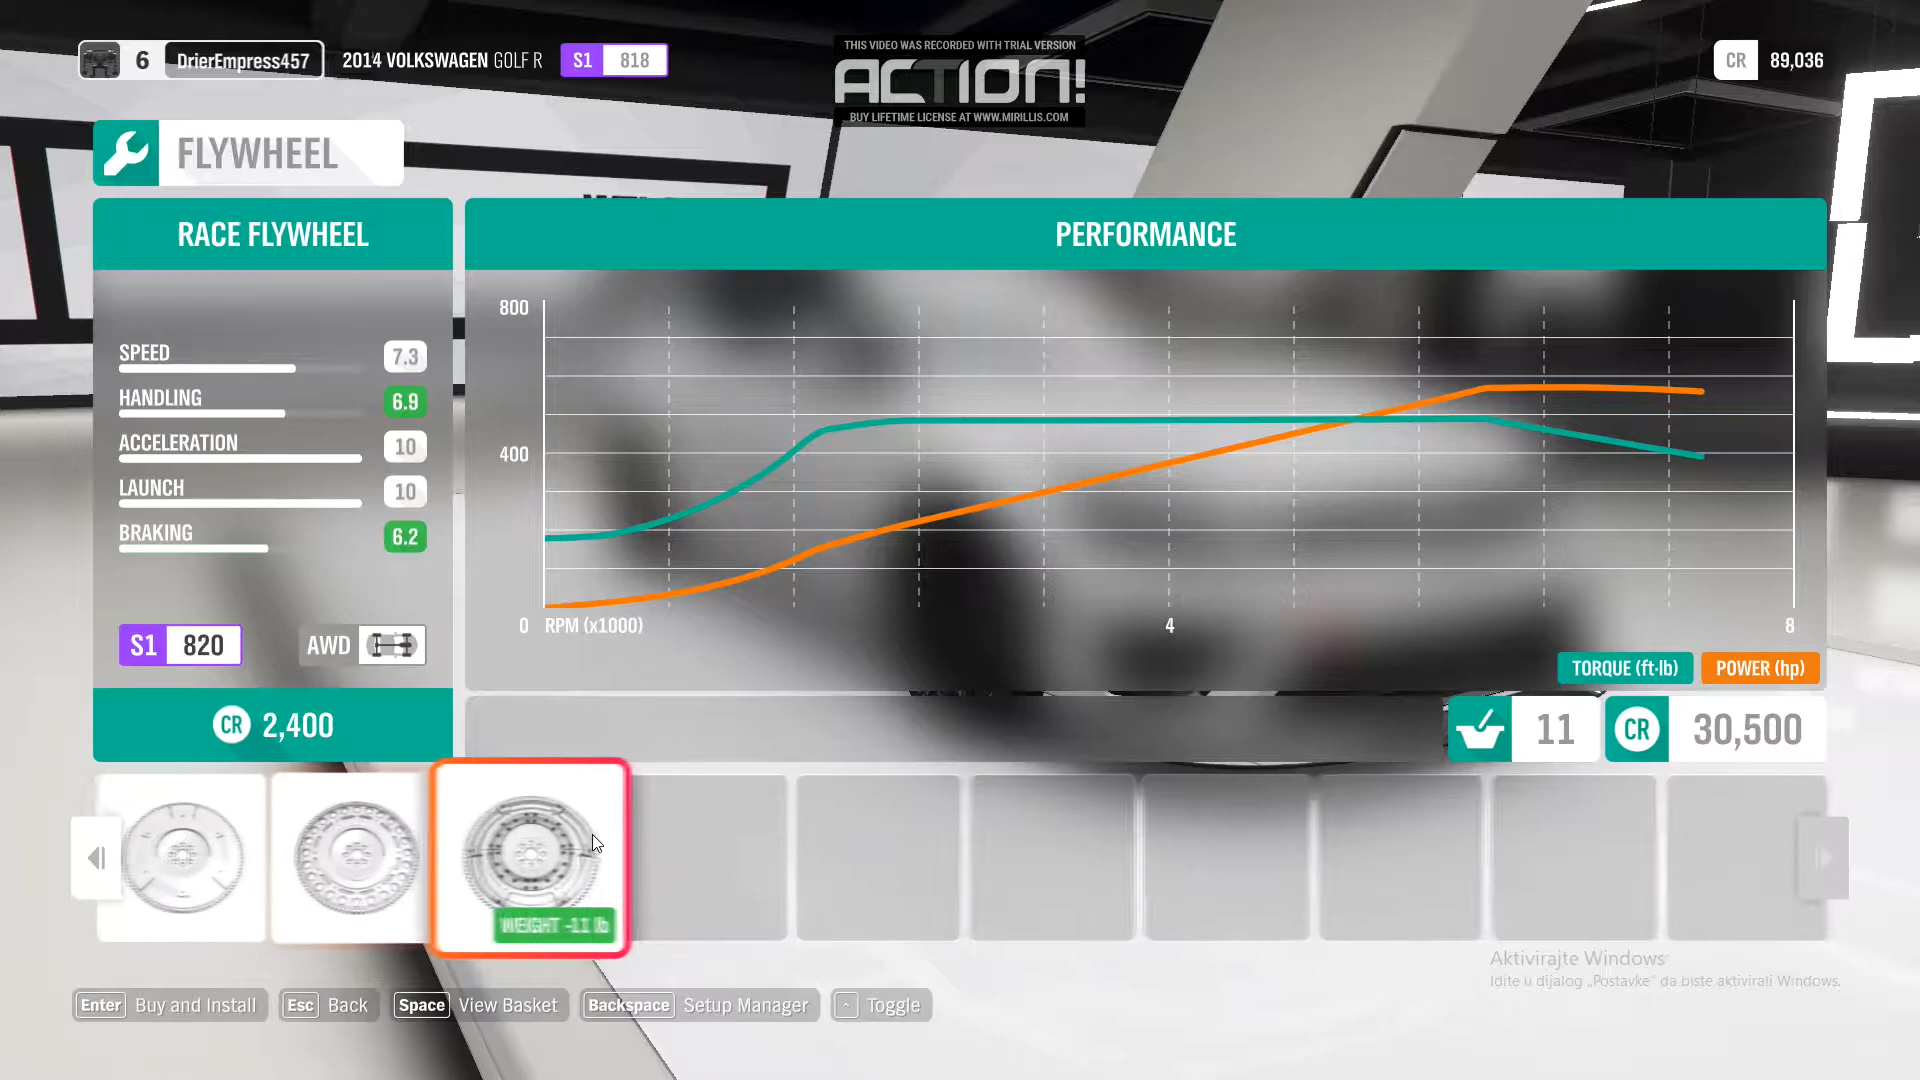 6 DrierEmpress457 2014 VOLKSWAGEN GOLF R S1 818
THIS VIDEO WAS RECORDED WITH TRIAL VERSION
ACTION!
BUY LIFETIME LICENSE AT WWW.MIRILLIS.COM
CR 89,036
FLYWHEEL
RACE FLYWHEEL
SPEED 7.3
HANDLING 6.9
ACCELERATION 10
LAUNCH 10
BRAKING 6.2
S1 820 AWD
CR 2,400
PERFORMANCE
800
400
0 RPM (x1000) 4 8
TORQUE (ft·lb) POWER (hp)
11 CR 30,500
WEIGHT -11 lb
Aktivirajte Windows
Idite u dijalog „Postavke“ da biste aktivirali Windows.
Enter Buy and Install Esc Back Space View Basket Backspace Setup Manager ^ Toggle